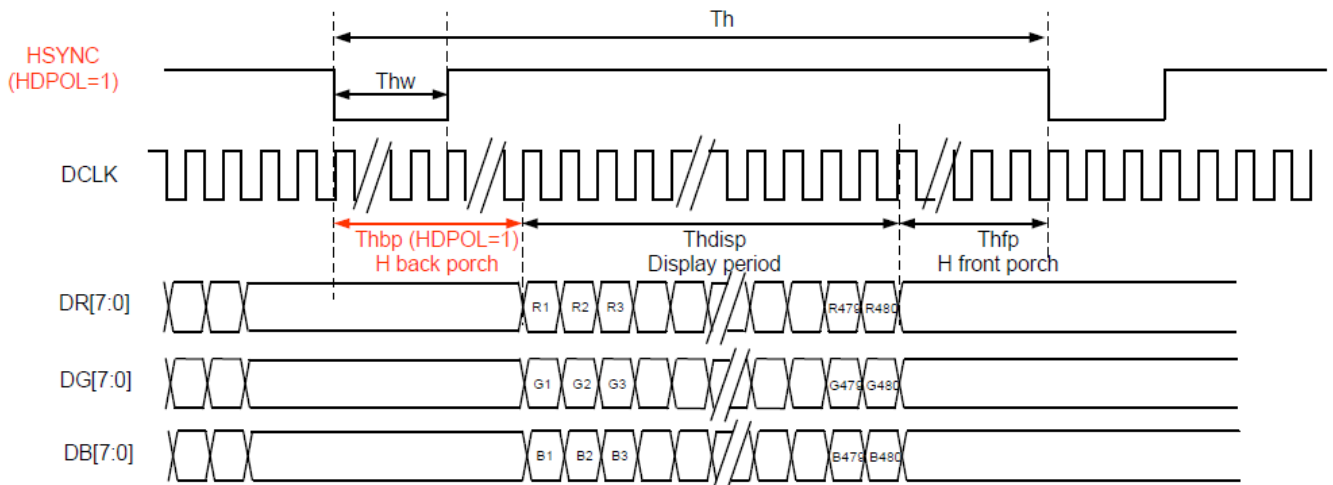 Th
HSYNC
(HDPOL=1)
Thw
DCLK
Thbp (HDPOL=1)
H back porch
Thdisp
Display period
Thfp
H front porch
DR[7:0]
R1 R2 R3 R479 R480
DG[7:0]
G1 G2 G3 G479 G480
DB[7:0]
B1 B2 B3 B479 B480